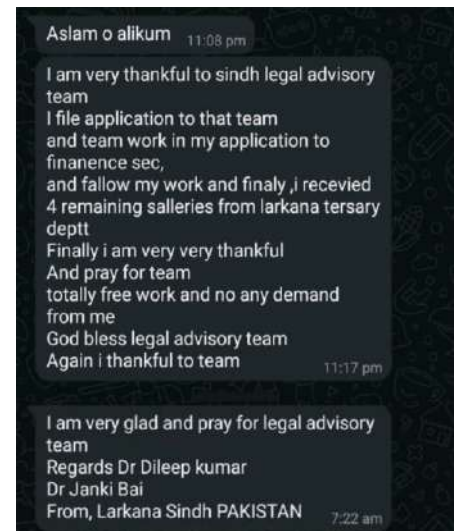 Aslam o alikum
11:08 pm
I am very thankful to sindh legal advisory
team
I file application to that team
and team work in my application to
finanence sec,
and fallow my work and finaly ,i recevied
4 remaining salleries from larkana tersary
deptt
Finally i am very very thankful
And pray for team
totally free work and no any demand
from me
God bless legal advisory team
Again i thankful to team
11:17 pm
I am very glad and pray for legal advisory
team
Regards Dr Dileep kumar
Dr Janki Bai
From, Larkana Sindh PAKISTAN
7:22 am